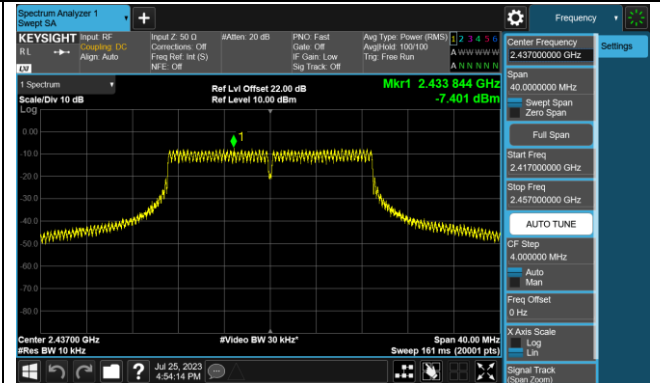 Spectrum Analyzer 1
Swept SA
+
Frequency
KEYSIGHT
RL
Input: RF
Coupling: DC
Align: Auto
Input Z: 50 Ω
Corrections: Off
Freq Ref: Int (S)
NFE: Off
#Atten: 20 dB
PNO: Fast
Gate: Off
IF Gain: Low
Sig Track: Off
Avg Type: Power (RMS)
Avg|Hold: 100/100
Trig: Free Run
1 2 3 4 5 6
A W W W W W
A N N N N N
1 Spectrum
Scale/Div 10 dB
Log
Ref Lvl Offset 22.00 dB
Ref Level 10.00 dBm
Mkr1 2.433 844 GHz
-7.401 dBm
1
0.00
-10.0
-20.0
-30.0
-40.0
-50.0
-60.0
-70.0
-80.0
Center 2.43700 GHz
#Res BW 10 kHz
#Video BW 30 kHz*
Span 40.00 MHz
Sweep 161 ms (20001 pts)
Center Frequency
2.437000000 GHz
Settings
Span
40.0000000 MHz
Swept Span
Zero Span
Full Span
Start Freq
2.417000000 GHz
Stop Freq
2.457000000 GHz
AUTO TUNE
CF Step
4.000000 MHz
Auto
Man
Freq Offset
0 Hz
X Axis Scale
Log
Lin
Signal Track
(Span Zoom)
?
Jul 25, 2023
4:54:14 PM